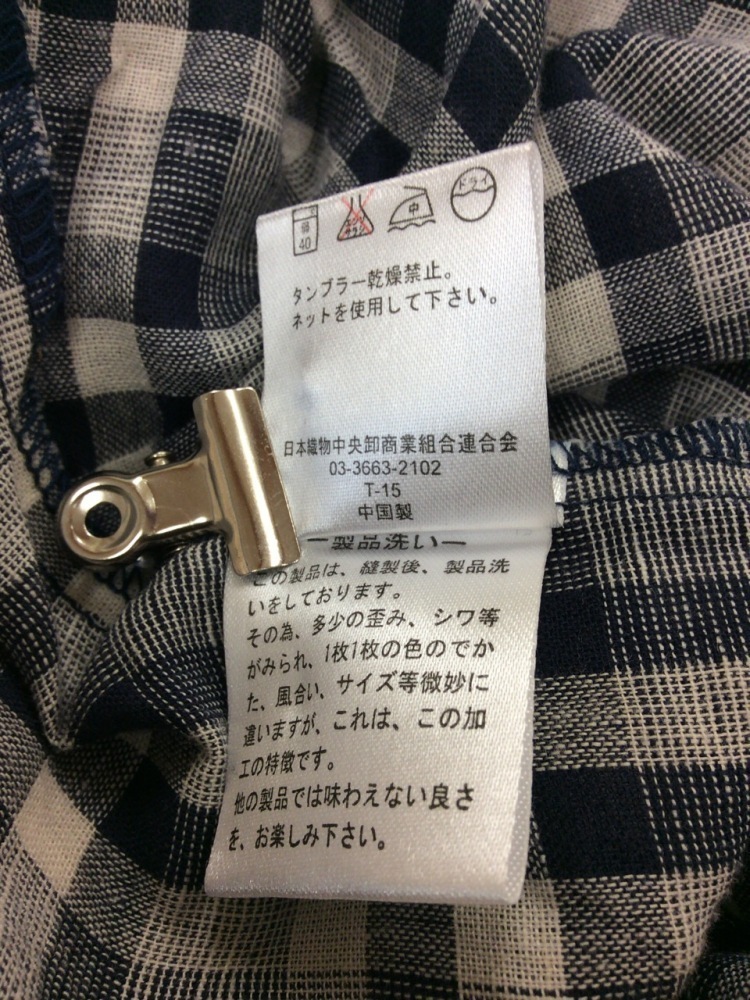 弱
40
エンソ
サラシ
中
ドライ
タンブラー乾燥禁止。
ネットを使用して下さい。
日本織物中央卸商業組合連合会
03-3663-2102
T-15
中国製
ー製品洗いー
この製品は、縫製後、製品洗
いをしております。
その為、多少の歪み、シワ等
がみられ、1枚1枚の色のでか
た、風合い、サイズ等微妙に
違いますが、これは、この加
工の特徴です。
他の製品では味わえない良さ
を、お楽しみ下さい。